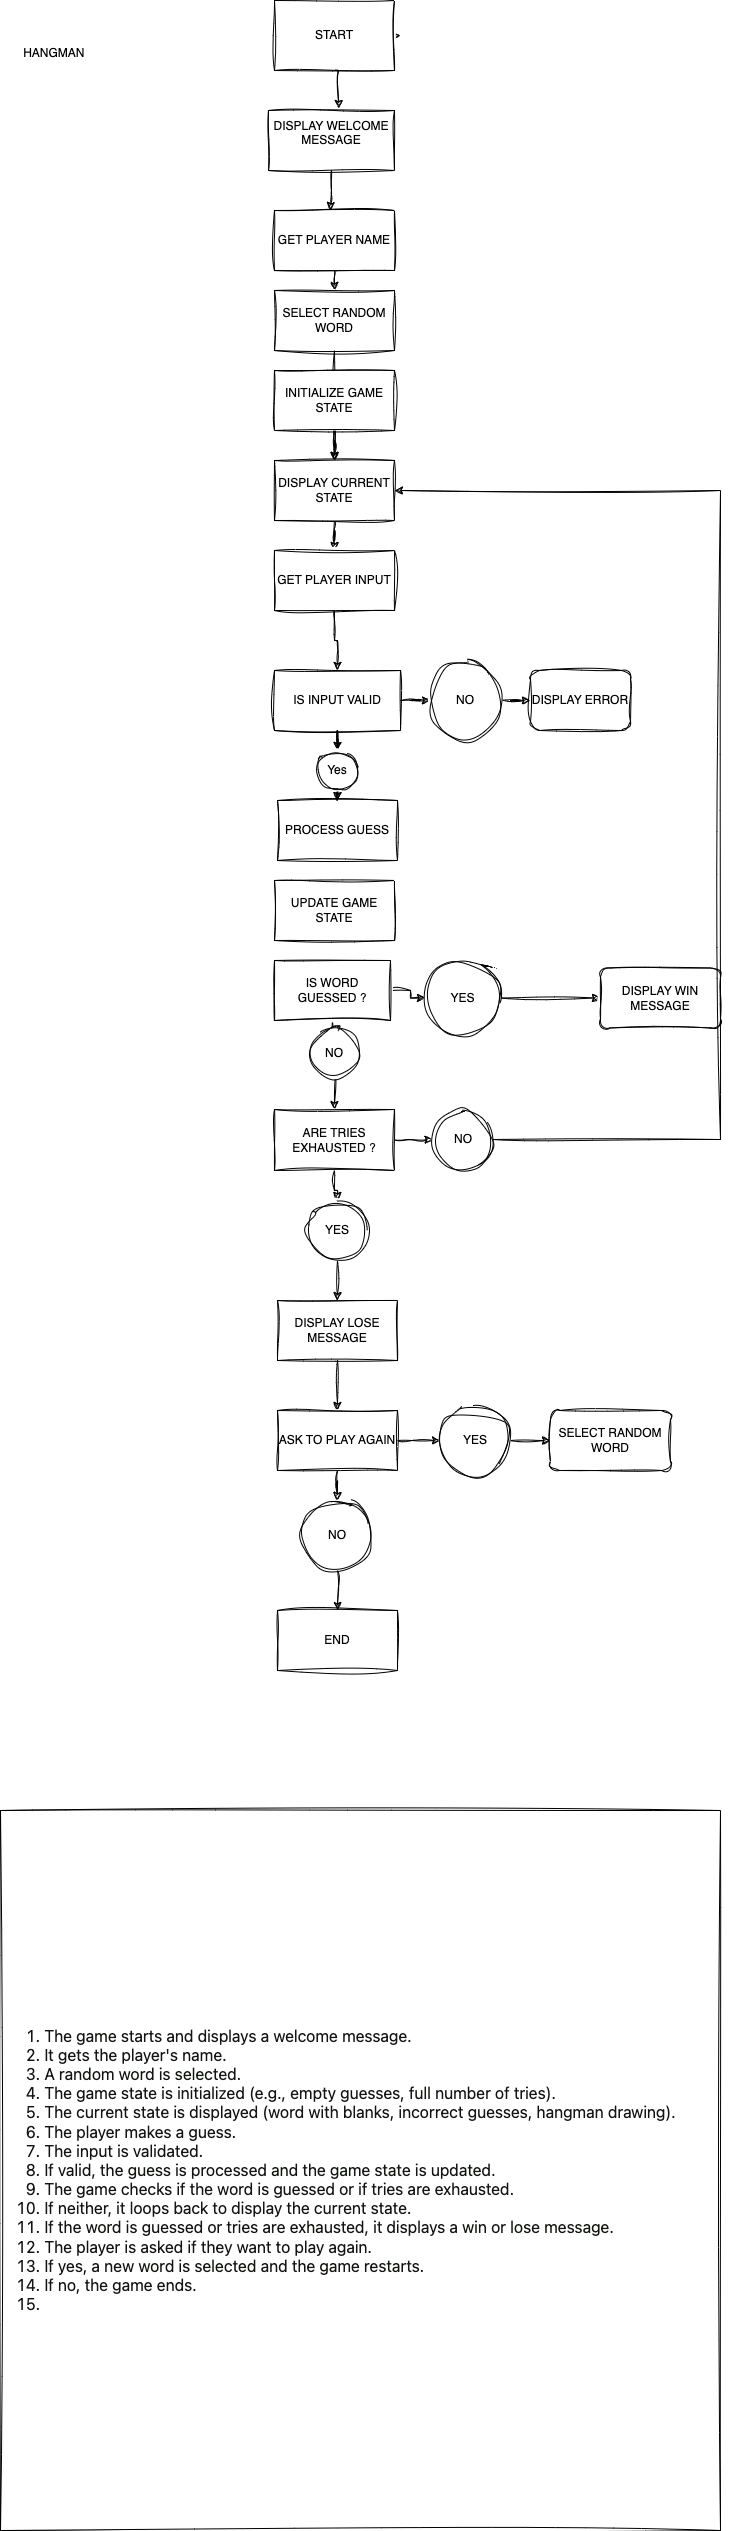 START
HANGMAN
DISPLAY WELCOME
MESSAGE
GET PLAYER NAME
SELECT RANDOM
WORD
INITIALIZE GAME
STATE
DISPLAY CURRENT
STATE
GET PLAYER INPUT
IS INPUT VALID
NO
DISPLAY ERROR
Yes
PROCESS GUESS
UPDATE GAME
STATE
IS WORD
GUESSED ?
YES
DISPLAY WIN
MESSAGE
NO
ARE TRIES
EXHAUSTED ?
NO
YES
DISPLAY LOSE
MESSAGE
ASK TO PLAY AGAIN
YES
SELECT RANDOM
WORD
NO
END
1. The game starts and displays a welcome message.
2. It gets the player's name.
3. A random word is selected.
4. The game state is initialized (e.g., empty guesses, full number of tries).
5. The current state is displayed (word with blanks, incorrect guesses, hangman drawing).
6. The player makes a guess.
7. The input is validated.
8. If valid, the guess is processed and the game state is updated.
9. The game checks if the word is guessed or if tries are exhausted.
10. If neither, it loops back to display the current state.
11. If the word is guessed or tries are exhausted, it displays a win or lose message.
12. The player is asked if they want to play again.
13. If yes, a new word is selected and the game restarts.
14. If no, the game ends.
15.